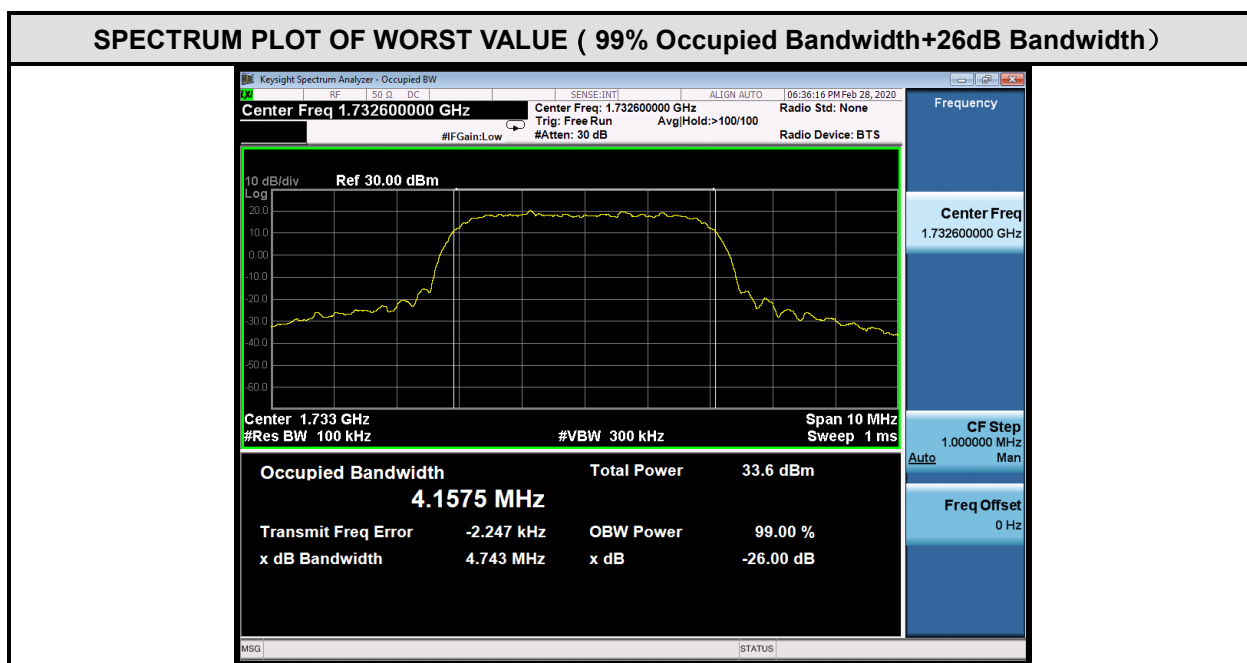 SPECTRUM PLOT OF WORST VALUE ( 99% Occupied Bandwidth+26dB Bandwidth）
Keysight Spectrum Analyzer - Occupied BW
LXI RF 50 Ω DC SENSE:INT ALIGN AUTO 06:36:16 PM Feb 28, 2020
Center Freq 1.732600000 GHz
Center Freq: 1.732600000 GHz Radio Std: None
Trig: Free Run Avg|Hold:>100/100
#IFGain:Low #Atten: 30 dB Radio Device: BTS
10 dB/div Ref 30.00 dBm
Log
20.0
10.0
0.00
-10.0
-20.0
-30.0
-40.0
-50.0
-60.0
Center 1.733 GHz Span 10 MHz
#Res BW 100 kHz #VBW 300 kHz Sweep 1 ms
Occupied Bandwidth Total Power 33.6 dBm
4.1575 MHz
Transmit Freq Error -2.247 kHz OBW Power 99.00 %
x dB Bandwidth 4.743 MHz x dB -26.00 dB
MSG STATUS
Frequency
Center Freq
1.732600000 GHz
CF Step
1.000000 MHz
Auto Man
Freq Offset
0 Hz